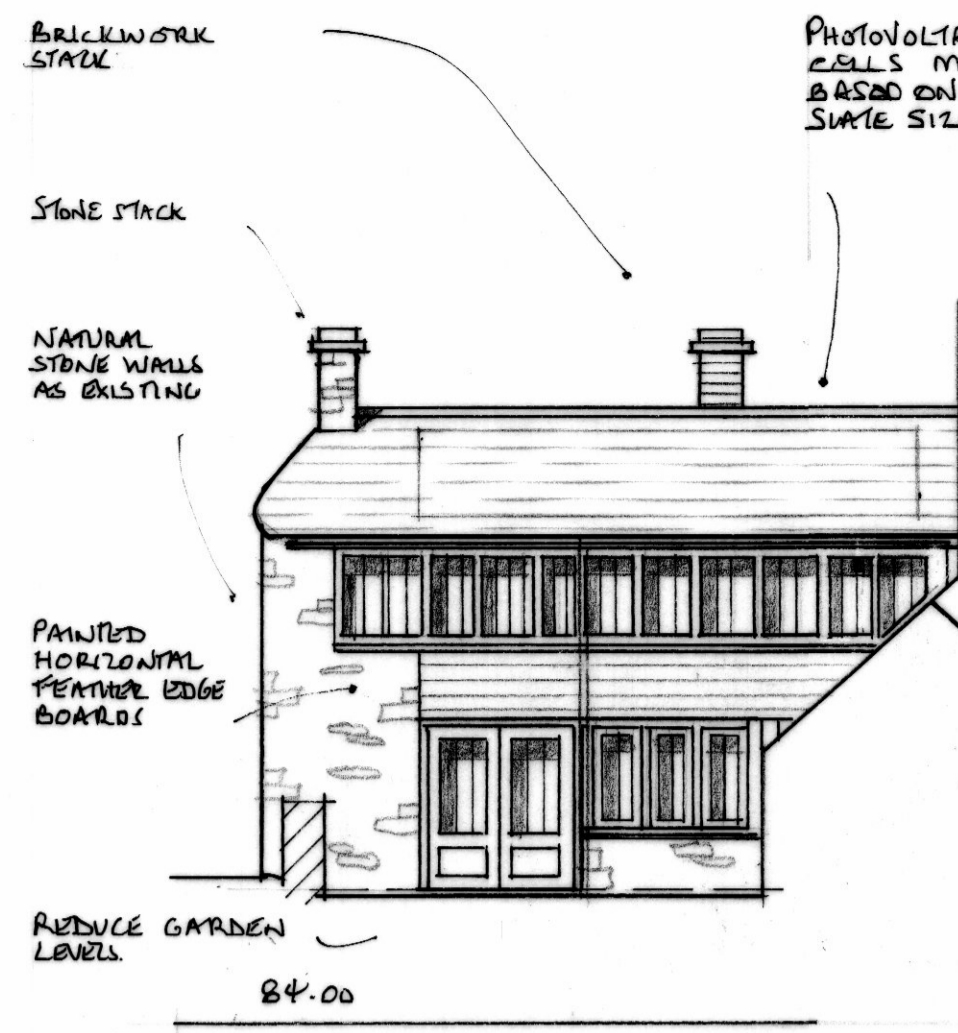 BRICKWORK
STACK
PHOTOVOLTA
CELLS M
BASED ON
SLATE SIZ
STONE STACK
NATURAL
STONE WALLS
AS EXISTING
PAINTED
HORIZONTAL
FEATHER EDGE
BOARDS
REDUCE GARDEN
LEVELS.
84.00